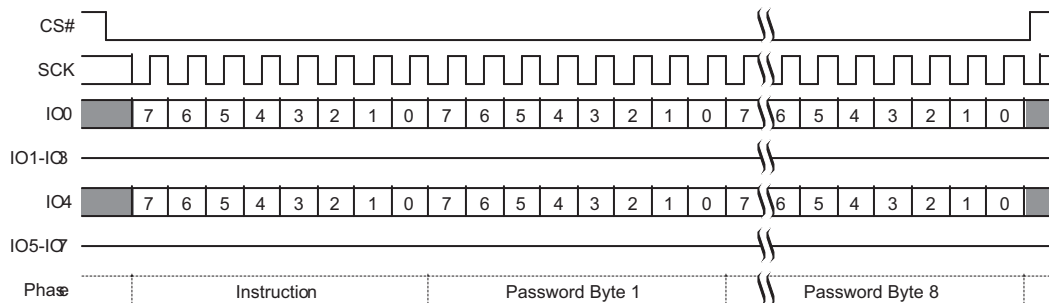 CS#
SCK
IO0 7 6 5 4 3 2 1 0 7 6 5 4 3 2 1 0 7 6 5 4 3 2 1 0
IO1-IO3
IO4 7 6 5 4 3 2 1 0 7 6 5 4 3 2 1 0 7 6 5 4 3 2 1 0
IO5-IO7
Phase Instruction Password Byte 1 Password Byte 8